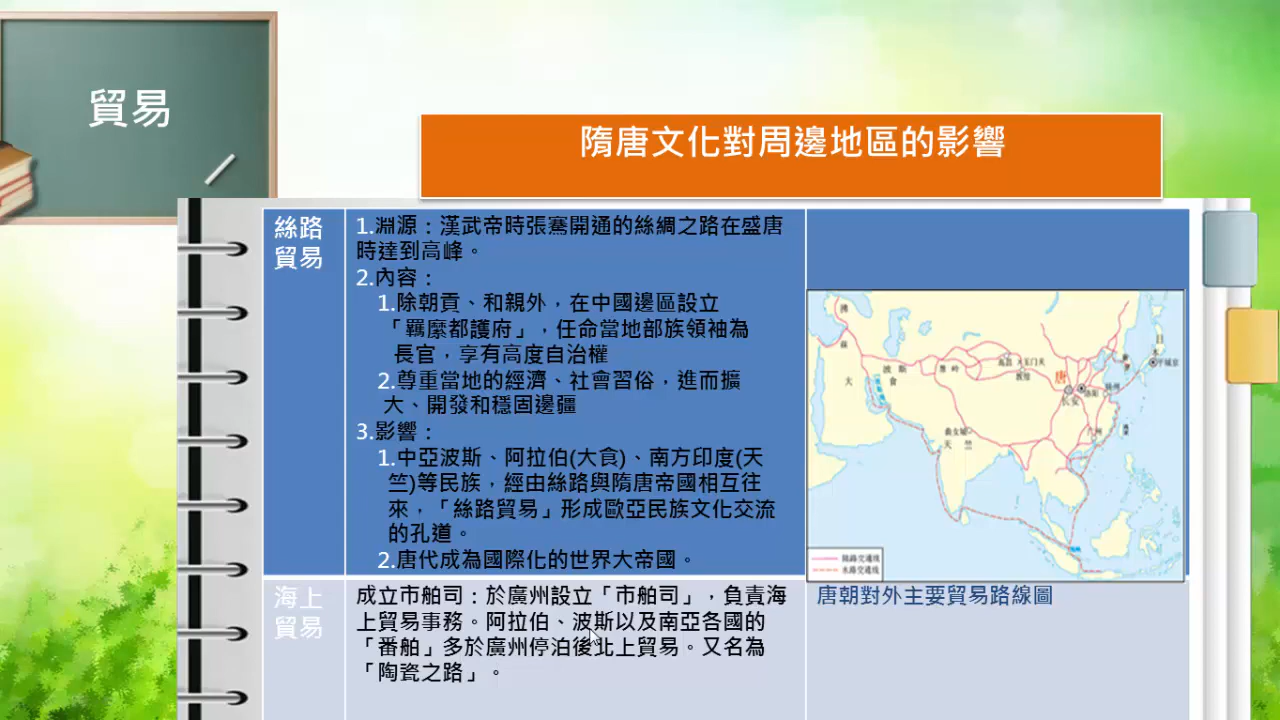 貿易
隋唐文化對周邊地區的影響
絲路
貿易
1.淵源：漢武帝時張騫開通的絲綢之路在盛唐
時達到高峰。
2.內容：
1.除朝貢、和親外，在中國邊區設立
「羈縻都護府」，任命當地部族領袖為
長官，享有高度自治權
2.尊重當地的經濟、社會習俗，進而擴
大、開發和穩固邊疆
3.影響：
1.中亞波斯、阿拉伯(大食)、南方印度(天
竺)等民族，經由絲路與隋唐帝國相互往
來，「絲路貿易」形成歐亞民族文化交流
的孔道。
2.唐代成為國際化的世界大帝國。
唐
長安
洛陽
波斯
大
食
天竺
日
海上
貿易
成立市舶司：於廣州設立「市舶司」，負責海
上貿易事務。阿拉伯、波斯以及南亞各國的
「番舶」多於廣州停泊後北上貿易。又名為
「陶瓷之路」。
唐朝對外主要貿易路線圖